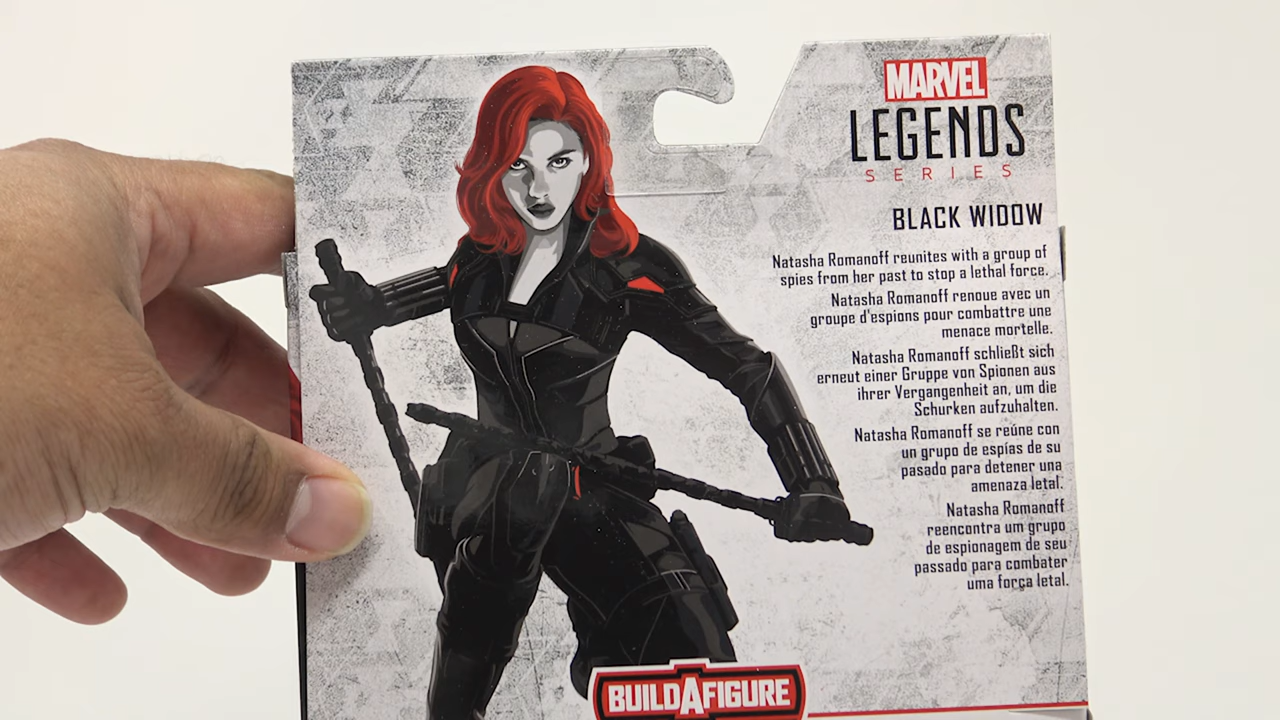 MARVEL
LEGENDS
SERIES
BLACK WIDOW
Natasha Romanoff reunites with a group of
spies from her past to stop a lethal force.
Natasha Romanoff renoue avec un
groupe d'espions pour combattre une
menace mortelle.
Natasha Romanoff schließt sich
erneut einer Gruppe von Spionen aus
ihrer Vergangenheit an, um die
Schurken aufzuhalten.
Natasha Romanoff se reúne con
un grupo de espías de su
pasado para detener una
amenaza letal.
Natasha Romanoff
reencontra um grupo
de espionagem de seu
passado para combater
uma força letal.
BUILD A FIGURE